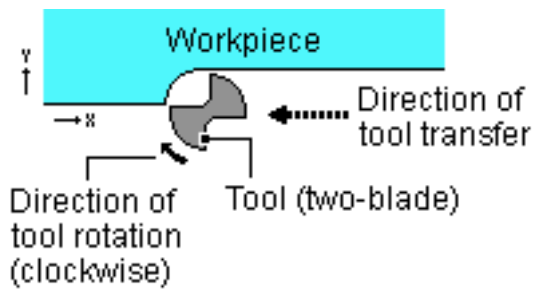 Workpiece
Y
X
Direction of
tool transfer
Tool (two-blade)
Direction of
tool rotation
(clockwise)